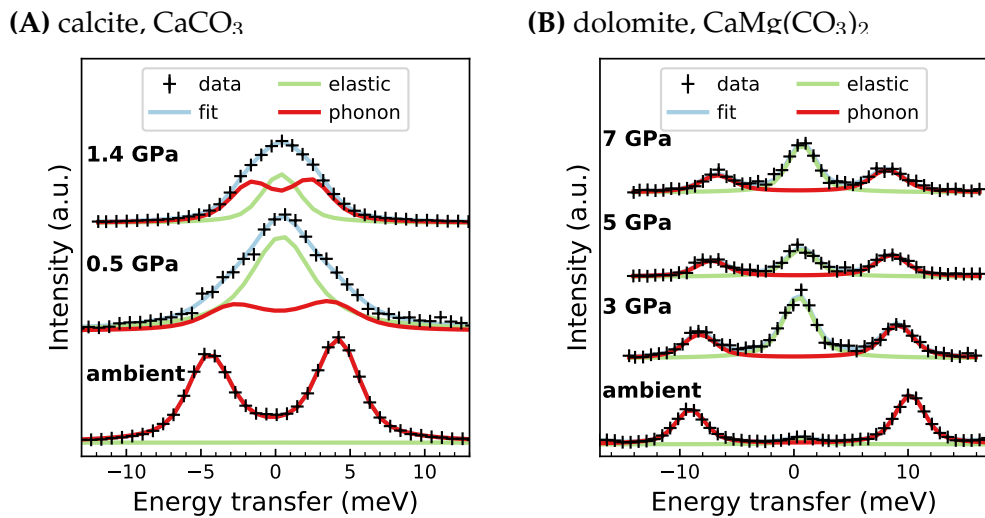 (A) calcite, CaCO3
data
fit
elastic
phonon
1.4 GPa
0.5 GPa
ambient
Intensity (a.u.)
−10 −5 0 5 10
Energy transfer (meV)
(B) dolomite, CaMg(CO3)2
data
fit
elastic
phonon
7 GPa
5 GPa
3 GPa
ambient
Intensity (a.u.)
−10 0 10
Energy transfer (meV)